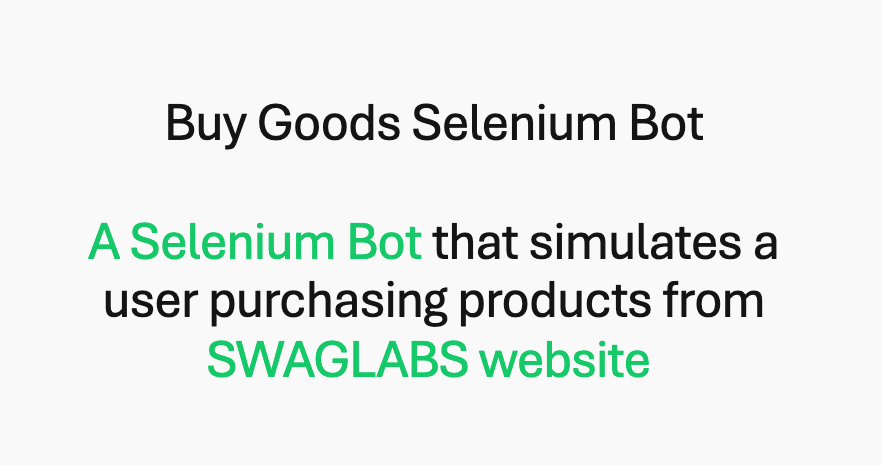 Buy Goods Selenium Bot
A Selenium Bot that simulates a
user purchasing products from
SWAGLABS website